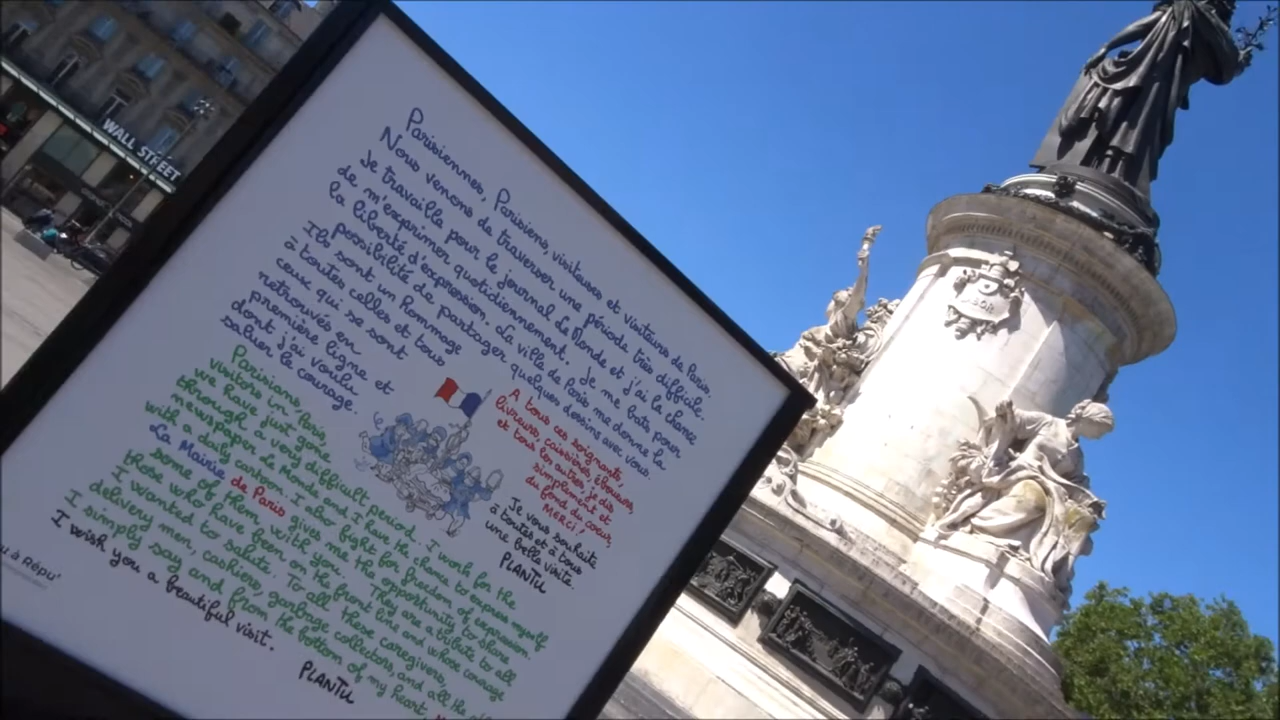 WALL STREET
Parisiennes, Parisiens, visiteuses et visiteurs de Paris,
Nous venons de traverser une période très difficile.
Je travaille pour le journal Le Monde et j'ai la chance
de m'exprimer quotidiennement. Je me bats pour
la liberté d'expression. La ville de Paris me donne la
possibilité de partager quelques dessins avec vous.
Ils sont un hommage
à toutes celles et tous
ceux qui se sont
retrouvés en
première ligne et
dont j'ai voulu
saluer le courage.
A tous ces soignants,
livreurs, caissières, éboueurs,
et tous les autres, je dis
simplement et
du fond du coeur,
MERCI!
Je vous souhaite
à toutes et à tous
une belle visite.
PLANTU
Parisians,
visitors in Paris,
we have just gone
through a very difficult period. I work for the
newspaper Le Monde and I have the chance to express myself
with a daily cartoon. I also fight for freedom of expression.
La Mairie de Paris gives me the opportunity to share
some of them with you. They are a tribute to all
those who have been on the front line and whose courage
I wanted to salute. To all these caregivers,
delivery men, cashiers, garbage collectors, and all the
I simply say and from the bottom of my heart,
I wish you a beautiful visit.
PLANTU
à Répu'